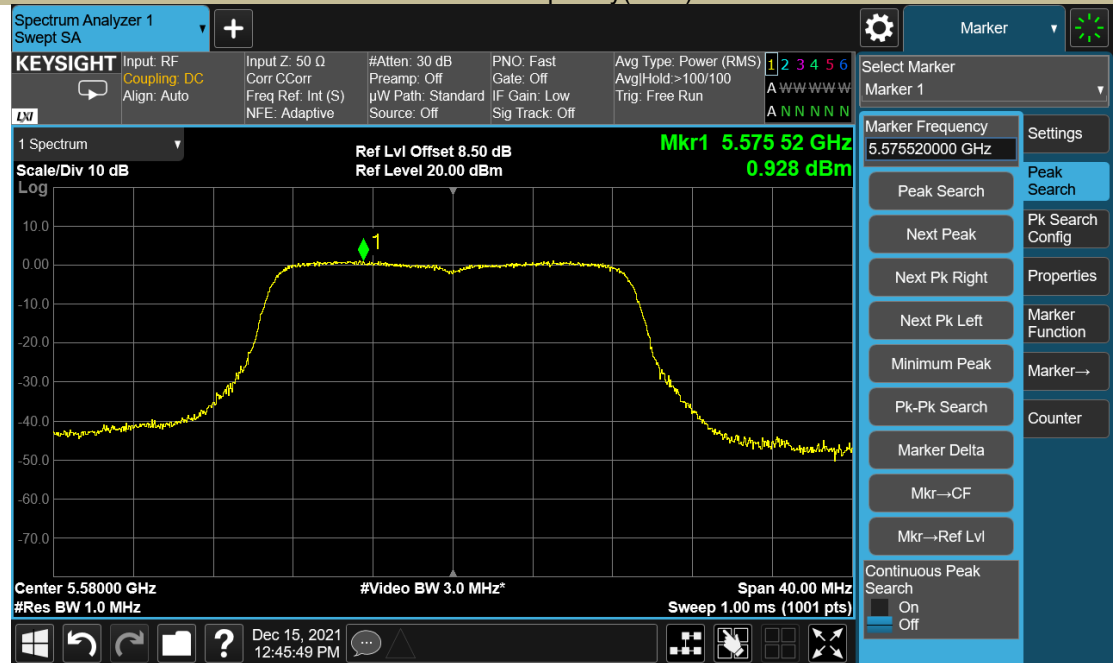 Spectrum Analyzer 1
Swept SA
Marker
KEYSIGHT
LXI
Input: RF
Coupling: DC
Align: Auto
Input Z: 50 Ω
Corr CCorr
Freq Ref: Int (S)
NFE: Adaptive
#Atten: 30 dB
Preamp: Off
µW Path: Standard
Source: Off
PNO: Fast
Gate: Off
IF Gain: Low
Sig Track: Off
Avg Type: Power (RMS)
Avg|Hold:>100/100
Trig: Free Run
1 2 3 4 5 6
A W W W W W
A N N N N N
Select Marker
Marker 1
1 Spectrum
Scale/Div 10 dB
Ref Lvl Offset 8.50 dB
Ref Level 20.00 dBm
Mkr1 5.575 52 GHz
0.928 dBm
Log
10.0
0.00
-10.0
-20.0
-30.0
-40.0
-50.0
-60.0
-70.0
1
Center 5.58000 GHz
#Res BW 1.0 MHz
#Video BW 3.0 MHz*
Span 40.00 MHz
Sweep 1.00 ms (1001 pts)
Marker Frequency
5.575520000 GHz
Peak Search
Next Peak
Next Pk Right
Next Pk Left
Minimum Peak
Pk-Pk Search
Marker Delta
Mkr→CF
Mkr→Ref Lvl
Continuous Peak
Search
On
Off
Settings
Peak
Search
Pk Search
Config
Properties
Marker
Function
Marker→
Counter
?
Dec 15, 2021
12:45:49 PM